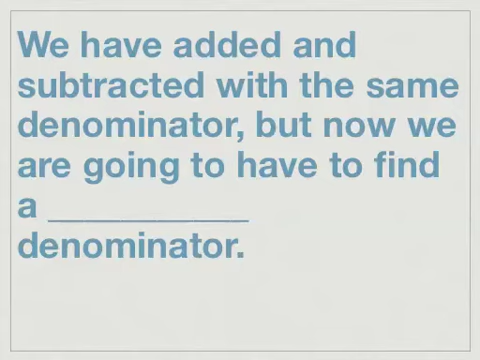 We have added and
subtracted with the same
denominator, but now we
are going to have to find
a ___________
denominator.